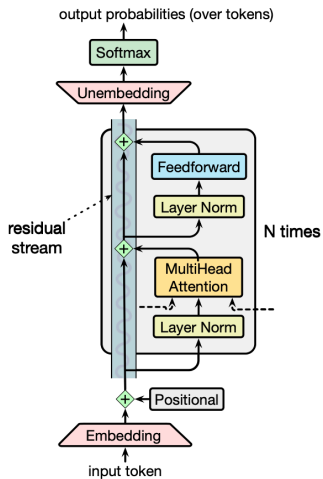 output probabilities (over tokens)
Softmax
Unembedding
Feedforward
Layer Norm
residual
stream
N times
MultiHead
Attention
Layer Norm
Positional
Embedding
input token